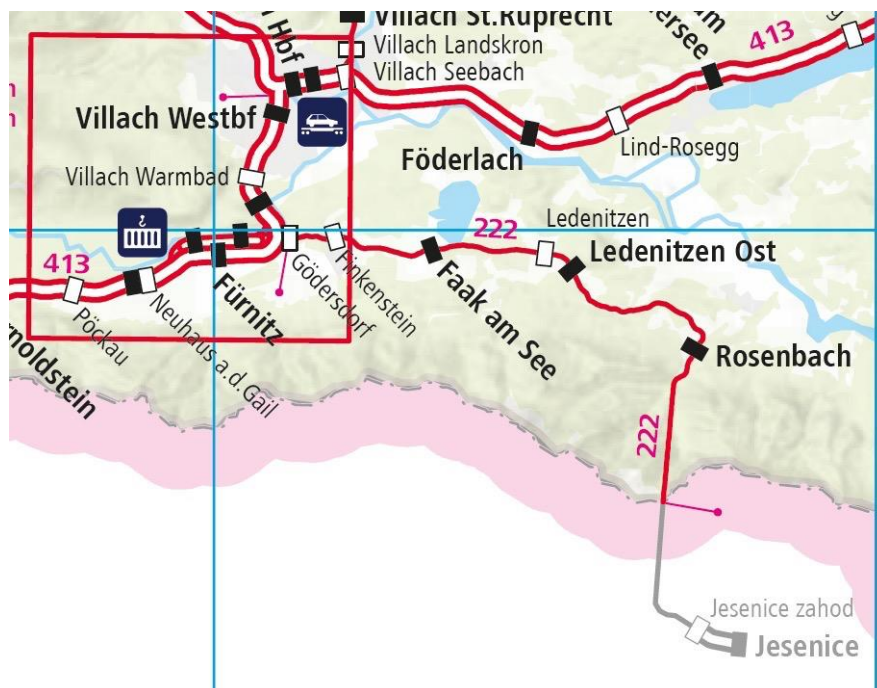 Villach St.Ruprecht
Villach Landskron
Villach Seebach
Hbf
413
Villach Westbf
Föderlach
Lind-Rosegg
Villach Warmbad
222
Ledenitzen
Ledenitzen Ost
413
Pöckau
Neuhaus a.d. Gail
Fürnitz
Gödersdorf
Finkenstein
Faak am See
Rosenbach
222
Jesenice zahod
Jesenice